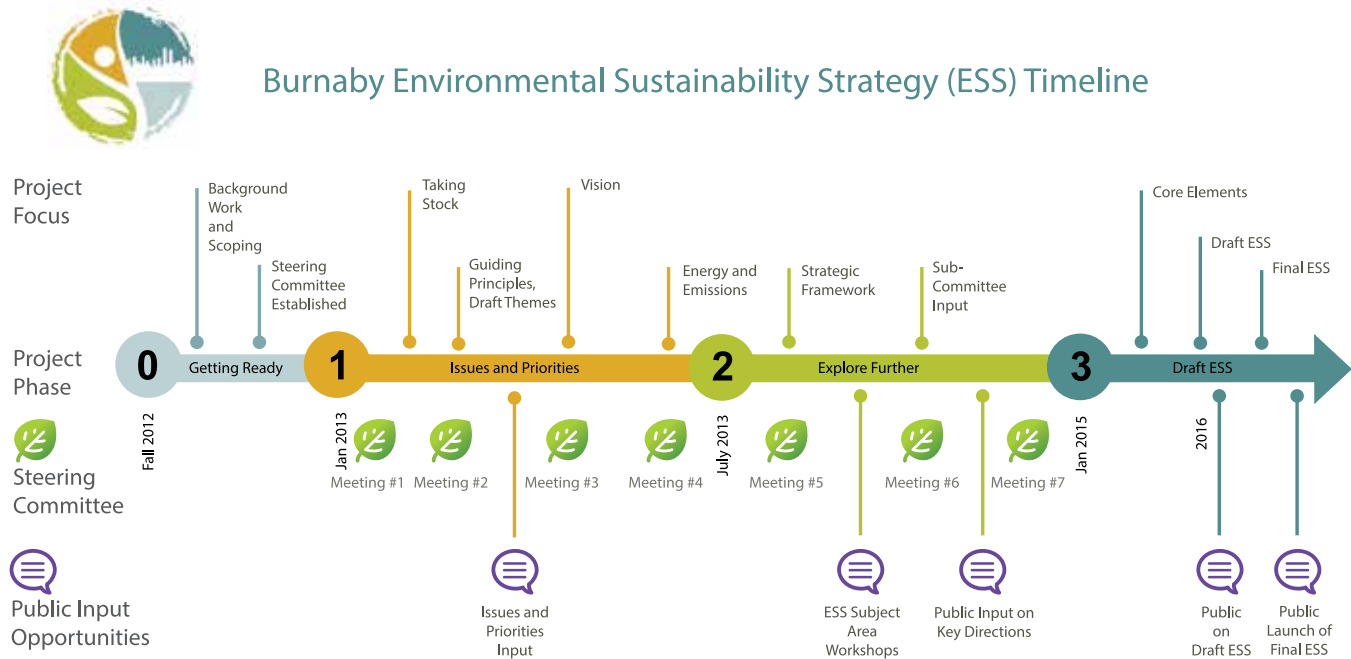 Burnaby Environmental Sustainability Strategy (ESS) Timeline
Project
Focus
Background
Work
and
Scoping
Steering
Committee
Established
Taking
Stock
Guiding
Principles,
Draft Themes
Vision
Energy and
Emissions
Strategic
Framework
Sub-
Committee
Input
Core Elements
Draft ESS
Final ESS
Project
Phase
0
Getting Ready
1
Issues and Priorities
2
Explore Further
3
Draft ESS
Fall 2012
Jan 2013
July 2013
Jan 2015
2016
Steering
Committee
Meeting #1
Meeting #2
Meeting #3
Meeting #4
Meeting #5
Meeting #6
Meeting #7
Public Input
Opportunities
Issues and
Priorities
Input
ESS Subject
Area
Workshops
Public Input on
Key Directions
Public
on
Draft ESS
Public
Launch of
Final ESS